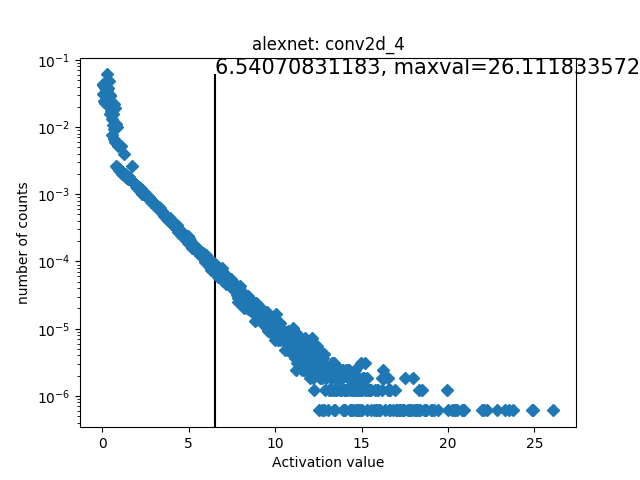 alexnet: conv2d_4
6.54070831183, maxval=26.111833572
10⁻¹
10⁻²
10⁻³
10⁻⁴
10⁻⁵
10⁻⁶
number of counts
0 5 10 15 20 25
Activation value